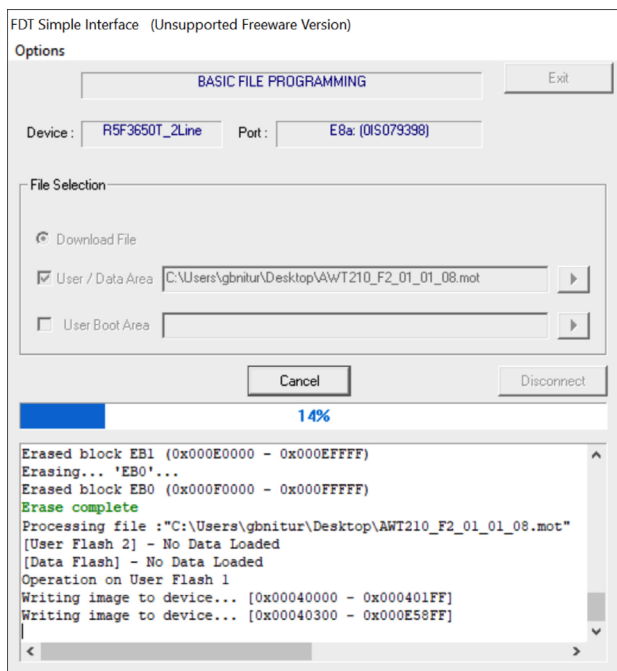 FDT Simple Interface (Unsupported Freeware Version)
Options
BASIC FILE PROGRAMMING
Exit
Device : R5F3650T_2Line Port : E8a: (0IS079398)
File Selection
Download File
User / Data Area C:\Users\gbnitur\Desktop\AWT210_F2_01_01_08.mot
User Boot Area
Cancel
Disconnect
14%
Erased block EB1 (0x000E0000 - 0x000EFFFF)
Erasing... 'EB0'...
Erased block EB0 (0x000F0000 - 0x000FFFFF)
Erase complete
Processing file :"C:\Users\gbnitur\Desktop\AWT210_F2_01_01_08.mot"
[User Flash 2] - No Data Loaded
[Data Flash] - No Data Loaded
Operation on User Flash 1
Writing image to device... [0x00040000 - 0x000401FF]
Writing image to device... [0x00040300 - 0x000E58FF]